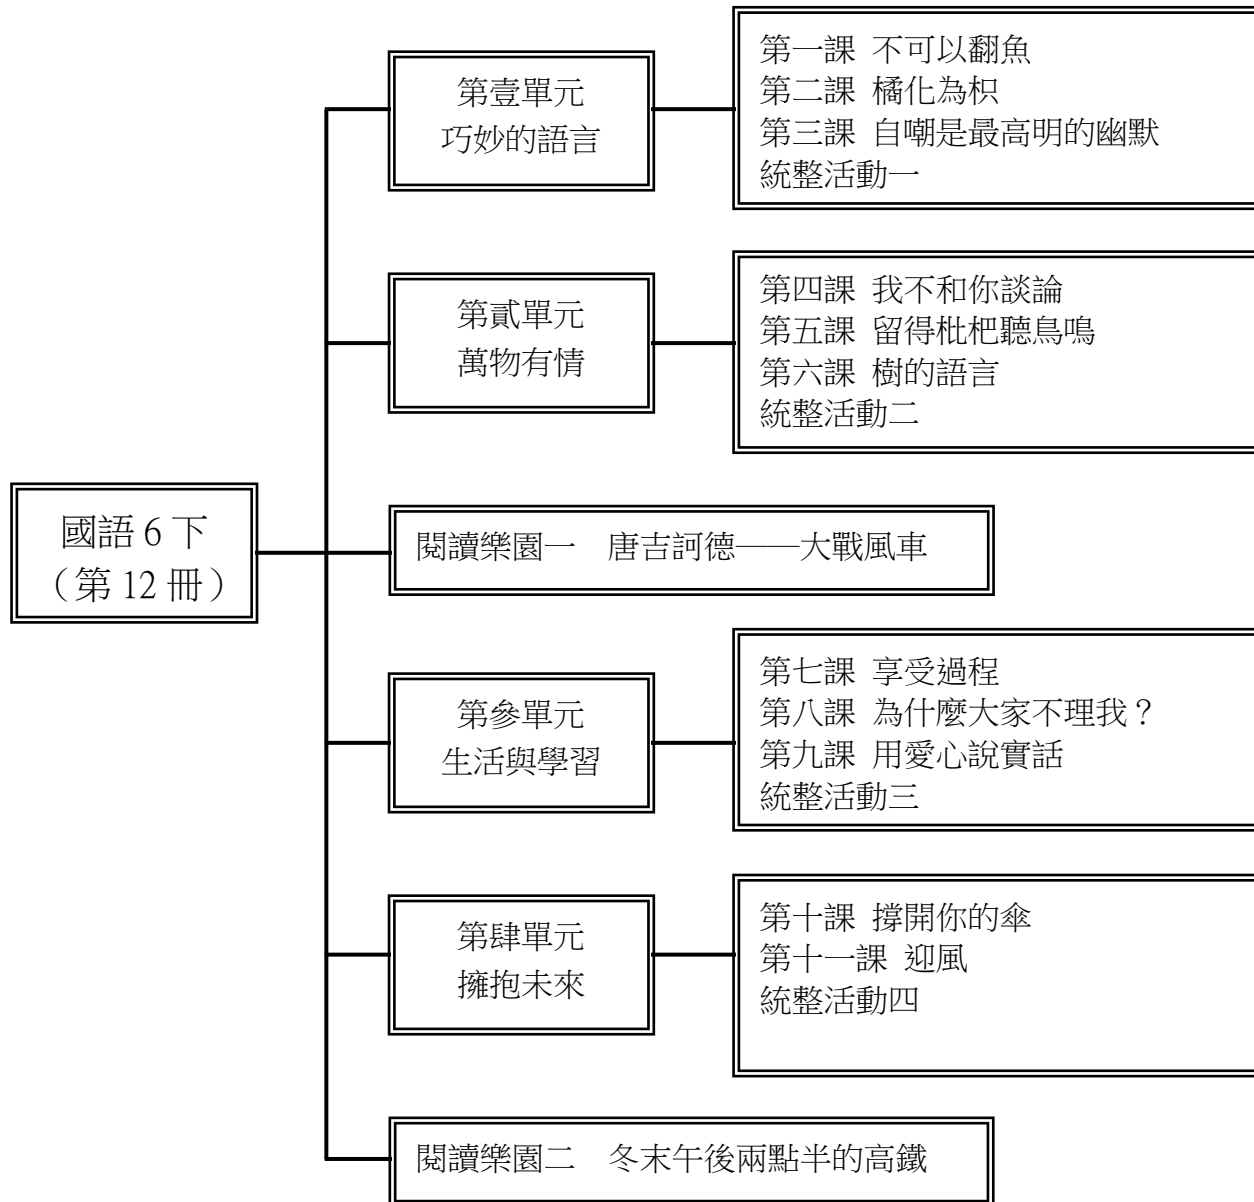 國語6下
（第12冊）
第壹單元
巧妙的語言
第一課 不可以翻魚
第二課 橘化為枳
第三課 自嘲是最高明的幽默
統整活動一
第貳單元
萬物有情
第四課 我不和你談論
第五課 留得枇杷聽鳥鳴
第六課 樹的語言
統整活動二
閱讀樂園一 唐吉訶德——大戰風車
第參單元
生活與學習
第七課 享受過程
第八課 為什麼大家不理我？
第九課 用愛心說實話
統整活動三
第肆單元
擁抱未來
第十課 撐開你的傘
第十一課 迎風
統整活動四
閱讀樂園二 冬末午後兩點半的高鐵